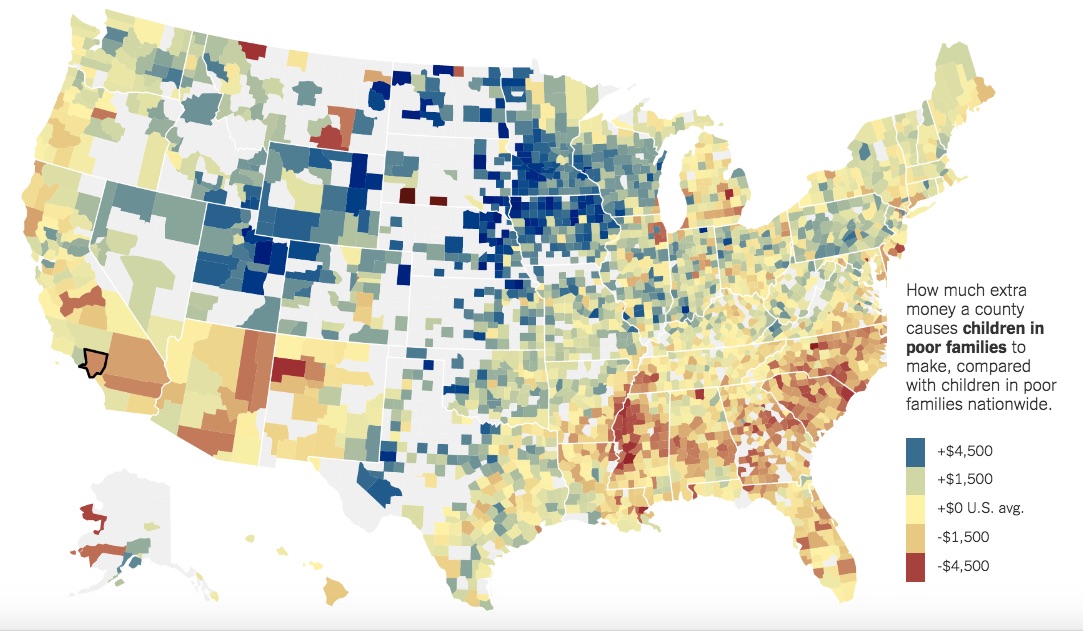 How much extra
money a county
causes children in
poor families to
make, compared
with children in poor
families nationwide.
+$4,500
+$1,500
+$0 U.S. avg.
-$1,500
-$4,500